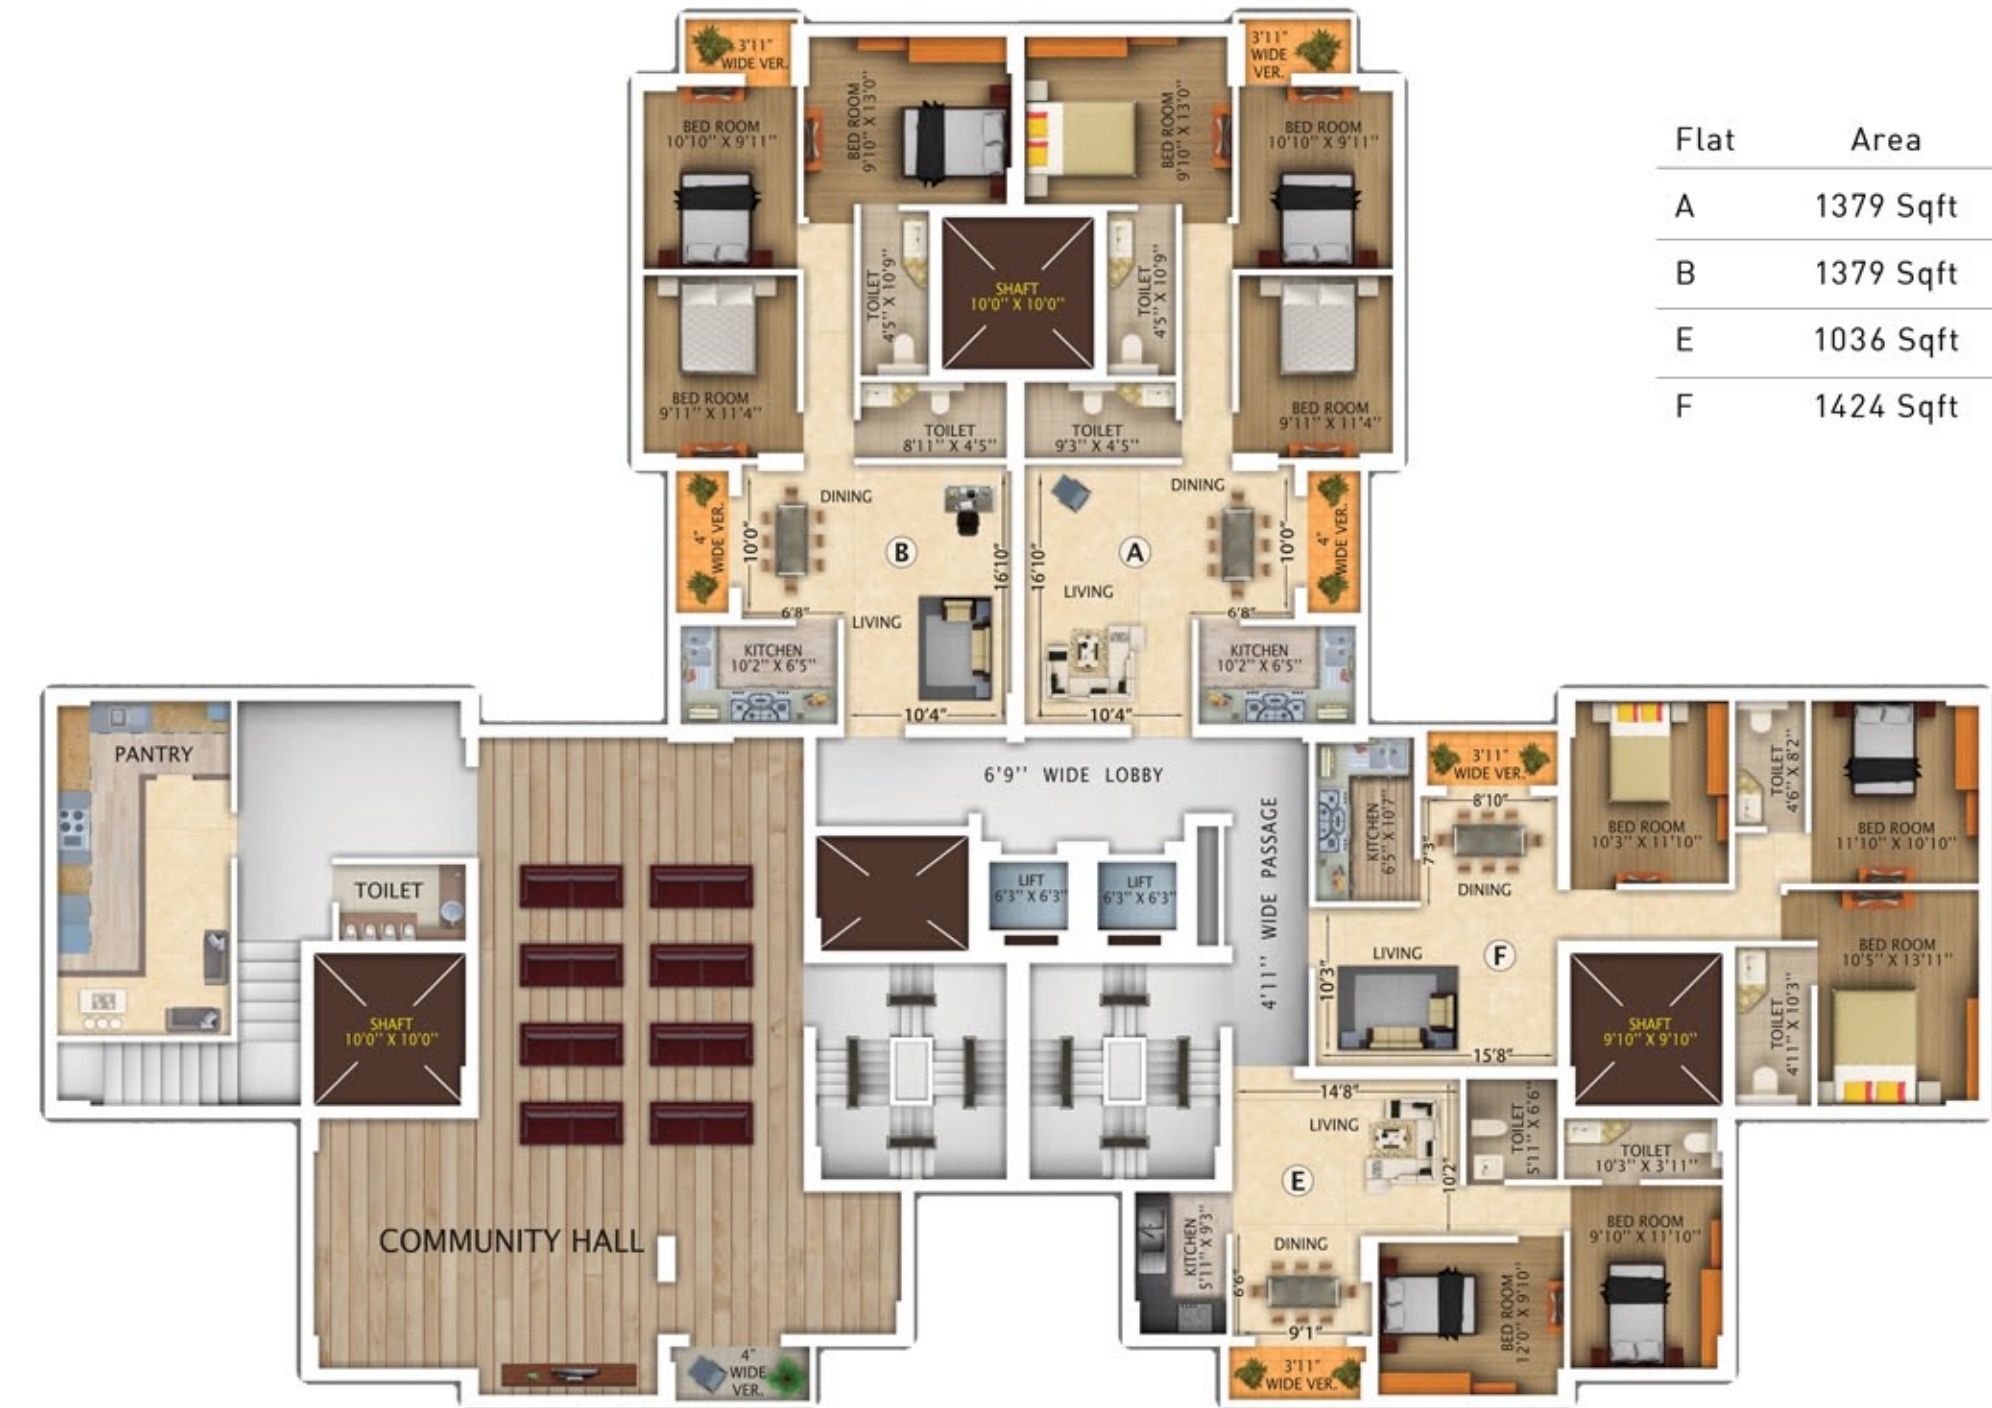 3'11"
WIDE VER.
3'11"
WIDE
VER.
BED ROOM
10'10'' X 9'11''
BED ROOM
9'10'' X 13'0''
BED ROOM
9'10'' X 13'0''
BED ROOM
10'10'' X 9'11''
Flat Area
A 1379 Sqft
B 1379 Sqft
E 1036 Sqft
F 1424 Sqft
TOILET
4'5'' X 10'9''
SHAFT
10'0'' X 10'0''
TOILET
4'5'' X 10'9''
BED ROOM
9'11'' X 11'4''
BED ROOM
9'11'' X 11'4''
TOILET
8'11'' X 4'5''
TOILET
9'3'' X 4'5''
DINING
DINING
4"
WIDE VER.
10'0"
B
16'10"
16'10"
A
10'0"
4"
WIDE VER.
LIVING
6'8"
LIVING
6'8"
KITCHEN
10'2'' X 6'5''
KITCHEN
10'2'' X 6'5''
10'4"
10'4"
PANTRY
6'9'' WIDE LOBBY
4'11'' WIDE PASSAGE
KITCHEN
6'5'' X 10'7''
3'11"
WIDE VER.
8'10"
7'3"
DINING
BED ROOM
10'3'' X 11'10''
TOILET
4'6'' X 8'2''
BED ROOM
11'10'' X 10'10''
TOILET
LIFT
6'3'' X 6'3''
LIFT
6'3'' X 6'3''
LIVING
F
10'3"
15'8"
BED ROOM
10'5'' X 13'11''
SHAFT
10'0'' X 10'0''
SHAFT
9'10'' X 9'10''
TOILET
4'11'' X 10'3''
14'8"
LIVING
TOILET
5'11'' X 6'6''
TOILET
10'3'' X 3'11''
E
10'2"
COMMUNITY HALL
KITCHEN
5'11'' X 9'3''
DINING
6'6"
9'1"
BED ROOM
9'10'' X 11'10''
BED ROOM
12'0'' X 9'10''
4"
WIDE
VER.
3'11"
WIDE VER.